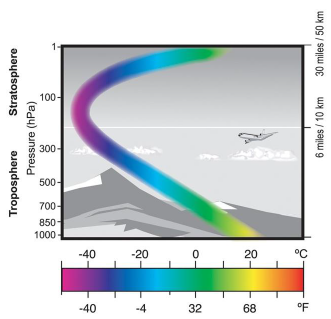 Stratosphere
Troposphere
Pressure (hPa)
1
100
300
500
700
850
1000
30 miles / 50 km
6 miles / 10 km
-40 -20 0 20 ºC
-40 -4 32 68 ºF